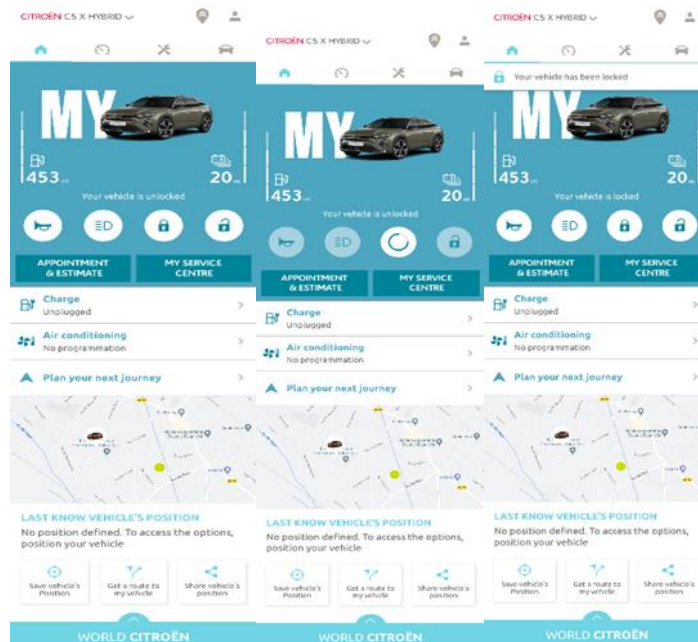 CITROËN C5 X HYBRID
MY
453 mi
20 mi
Your vehicle is unlocked
APPOINTMENT
& ESTIMATE
MY SERVICE
CENTRE
Charge
Unplugged
Air conditioning
No programmation
Plan your next journey
LAST KNOW VEHICLE'S POSITION
No position defined. To access the options,
position your vehicle
Save vehicle's
Position
Get a route to
my vehicle
Share vehicle's
position
WORLD CITROËN
CITROËN C5 X HYBRID
MY
453 mi
20 mi
Your vehicle is unlocked
APPOINTMENT
& ESTIMATE
MY SERVICE
CENTRE
Charge
Unplugged
Air conditioning
No programmation
Plan your next journey
LAST KNOW VEHICLE'S POSITION
No position defined. To access the options,
position your vehicle
Save vehicle's
Position
Get a route to
my vehicle
Share vehicle's
position
WORLD CITROËN
CITROËN C5 X HYBRID
Your vehicle has been locked
MY
453 mi
20 mi
Your vehicle is locked
APPOINTMENT
& ESTIMATE
MY SERVICE
CENTRE
Charge
Unplugged
Air conditioning
No programmation
Plan your next journey
LAST KNOW VEHICLE'S POSITION
No position defined. To access the options,
position your vehicle
Save vehicle's
Position
Get a route to
my vehicle
Share vehicle's
position
WORLD CITROËN